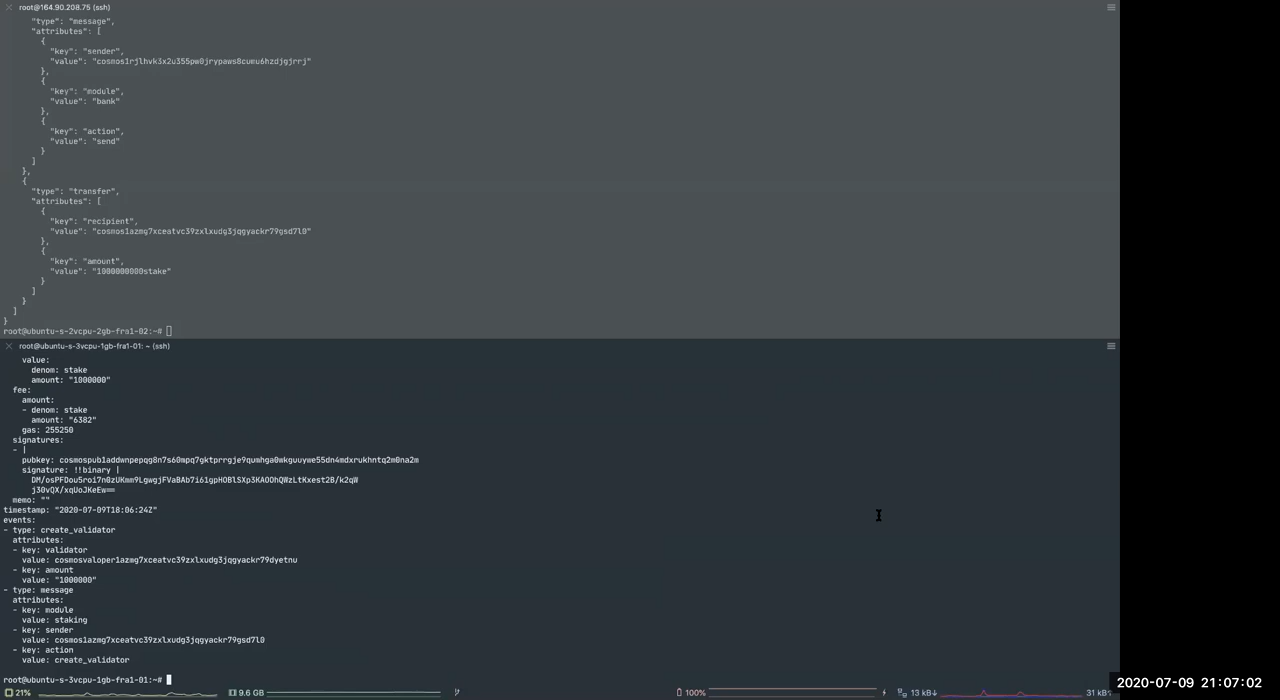 root@164.90.208.75 (ssh)
"type": "message",
"attributes": [
{
"key": "sender",
"value": "cosmos1rjlhvk3x2u355pw0jrypaws8cumu6hzdjgjrrj"
},
{
"key": "module",
"value": "bank"
},
{
"key": "action",
"value": "send"
}
]
},
{
"type": "transfer",
"attributes": [
{
"key": "recipient",
"value": "cosmos1azmg7xceatvc39zxlxudg3jqgyackr79gsd7l0"
},
{
"key": "amount",
"value": "1000000000stake"
}
]
}
]
}
root@ubuntu-s-2vcpu-2gb-fra1-02:~#
root@ubuntu-s-3vcpu-1gb-fra1-01: ~ (ssh)
value:
denom: stake
amount: "1000000"
fee:
amount:
- denom: stake
amount: "6382"
gas: 255250
signatures:
- |
pubkey: cosmospub1addwnpepqg8n7s60mpq7gktprrgje9qumhga0wkguuywe55dn4mdxrukhntq2m0na2m
signature: !!binary |
DM/osPFDou5roi7n0zUKmm9LgwgjFVaBAb7i61gpHOBlSXp3KAOOhQWzLtKxest2B/k2qW
j30vQX/xqUoJKeEw==
memo: ""
timestamp: "2020-07-09T18:06:24Z"
events:
- type: create_validator
attributes:
- key: validator
value: cosmosvaloper1azmg7xceatvc39zxlxudg3jqgyackr79dyetnu
- key: amount
value: "1000000"
- type: message
attributes:
- key: module
value: staking
- key: sender
value: cosmos1azmg7xceatvc39zxlxudg3jqgyackr79gsd7l0
- key: action
value: create_validator
root@ubuntu-s-3vcpu-1gb-fra1-01:~#
21% 9.6 GB 100% 13 kB↓ 31 kB↑
2020-07-09 21:07:02